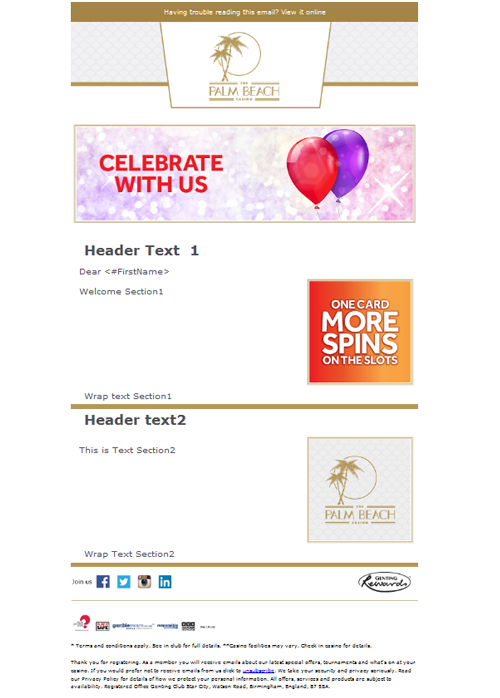 Having trouble reading this email? View it online
THE
PALM BEACH
CASINO
CELEBRATE
WITH US
Header Text  1
Dear <#FirstName>
Welcome Section1
ONE CARD
MORE
SPINS
ON THE SLOTS
Wrap text Section1
Header text2
This is Text Section2
THE
PALM BEACH
CASINO
Wrap Text Section2
Join us
GENTING
Rewards
* Terms and conditions apply. See in club for full details. **Casino facilities may vary. Check in casino for details.
Thank you for registering. As a member you will receive emails about our latest special offers, tournaments and what's on at your
casino. If you would prefer not to receive emails from us click to unsubscribe. We take your security and privacy seriously. Read
our Privacy Policy for details of how we protect your personal information. All offers, services and products are subject to
availability. Registered Office Genting Club Star City, Watson Road, Birmingham, England, B7 5SA.